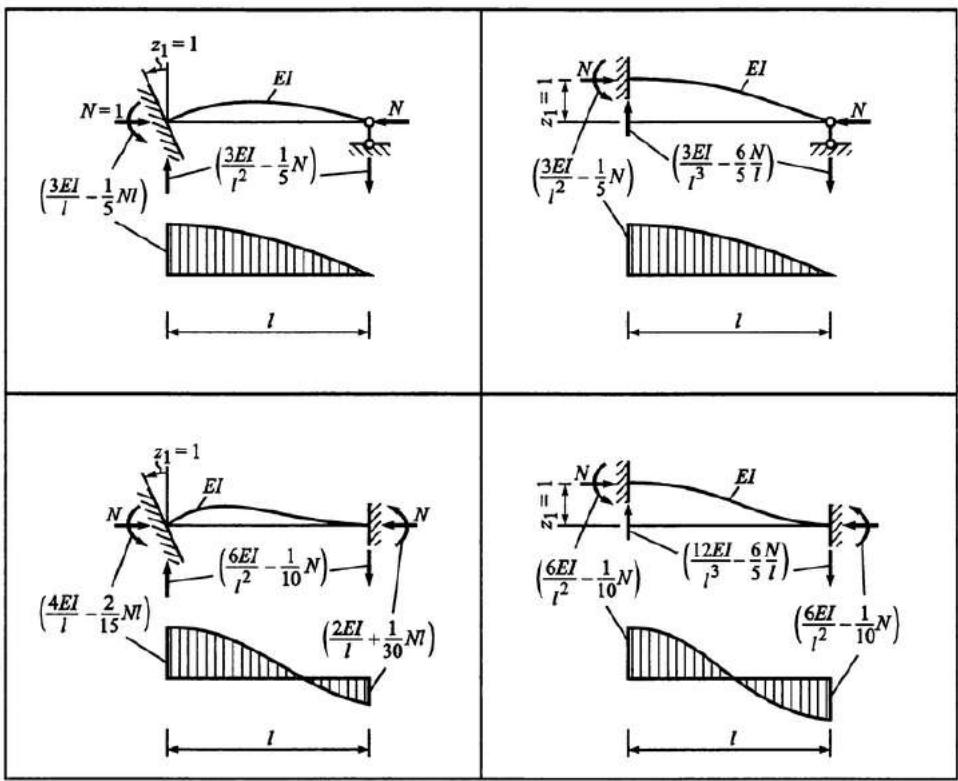 z₁ = 1
EI
N = 1
N
(3EI/l² − 1/5 N)
(3EI/l − 1/5 Nl)
l
EI
N
z₁ = 1
N
(3EI/l² − 1/5 N)
(3EI/l³ − 6/5 N/l)
l
z₁ = 1
EI
N
N
(6EI/l² − 1/10 N)
(4EI/l − 2/15 Nl)
(2EI/l + 1/30 Nl)
l
N
EI
z₁ = 1
(12EI/l³ − 6/5 N/l)
(6EI/l² − 1/10 N)
(6EI/l² − 1/10 N)
l